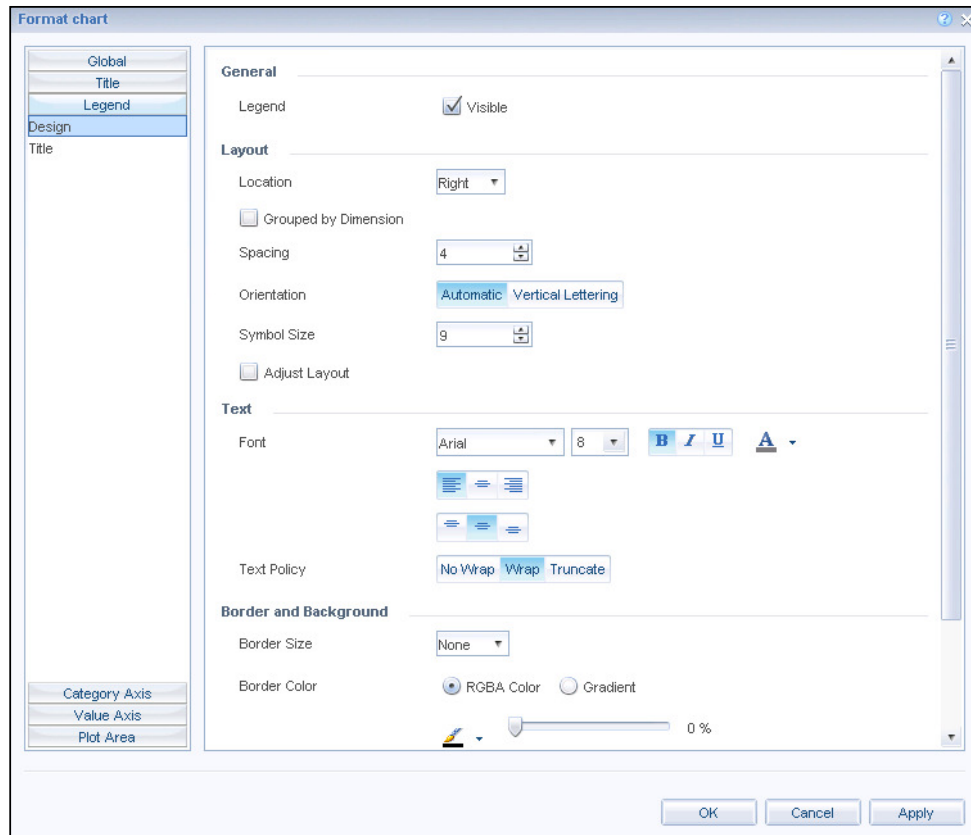 Format chart
Global
Title
Legend
Design
Title
Category Axis
Value Axis
Plot Area
General
Legend Visible
Layout
Location Right
Grouped by Dimension
Spacing 4
Orientation Automatic Vertical Lettering
Symbol Size 9
Adjust Layout
Text
Font Arial 8 B I U A
Text Policy No Wrap Wrap Truncate
Border and Background
Border Size None
Border Color RGBA Color Gradient
0 %
OK Cancel Apply